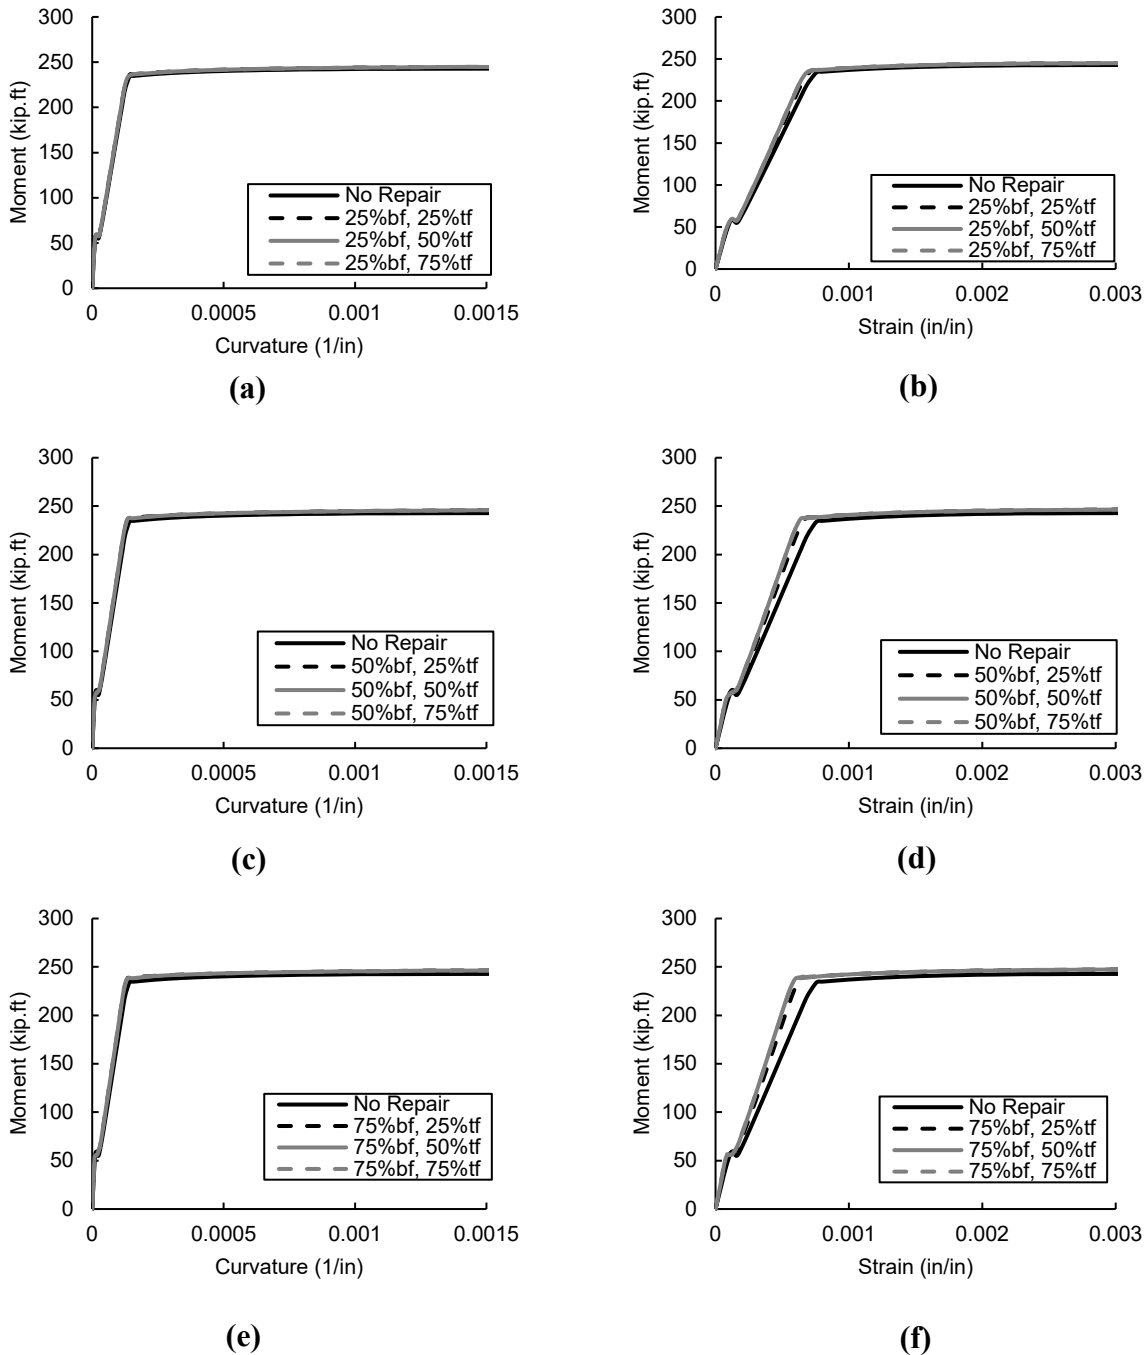 300
250
200
150
100
50
0
Moment (kip.ft)
No Repair
25%bf, 25%tf
25%bf, 50%tf
25%bf, 75%tf
0 0.0005 0.001 0.0015
Curvature (1/in)
(a)
300
250
200
150
100
50
0
Moment (kip.ft)
No Repair
25%bf, 25%tf
25%bf, 50%tf
25%bf, 75%tf
0 0.001 0.002 0.003
Strain (in/in)
(b)
300
250
200
150
100
50
0
Moment (kip.ft)
No Repair
50%bf, 25%tf
50%bf, 50%tf
50%bf, 75%tf
0 0.0005 0.001 0.0015
Curvature (1/in)
(c)
300
250
200
150
100
50
0
Moment (kip.ft)
No Repair
50%bf, 25%tf
50%bf, 50%tf
50%bf, 75%tf
0 0.001 0.002 0.003
Strain (in/in)
(d)
300
250
200
150
100
50
0
Moment (kip.ft)
No Repair
75%bf, 25%tf
75%bf, 50%tf
75%bf, 75%tf
0 0.0005 0.001 0.0015
Curvature (1/in)
(e)
300
250
200
150
100
50
0
Moment (kip.ft)
No Repair
75%bf, 25%tf
75%bf, 50%tf
75%bf, 75%tf
0 0.001 0.002 0.003
Strain (in/in)
(f)